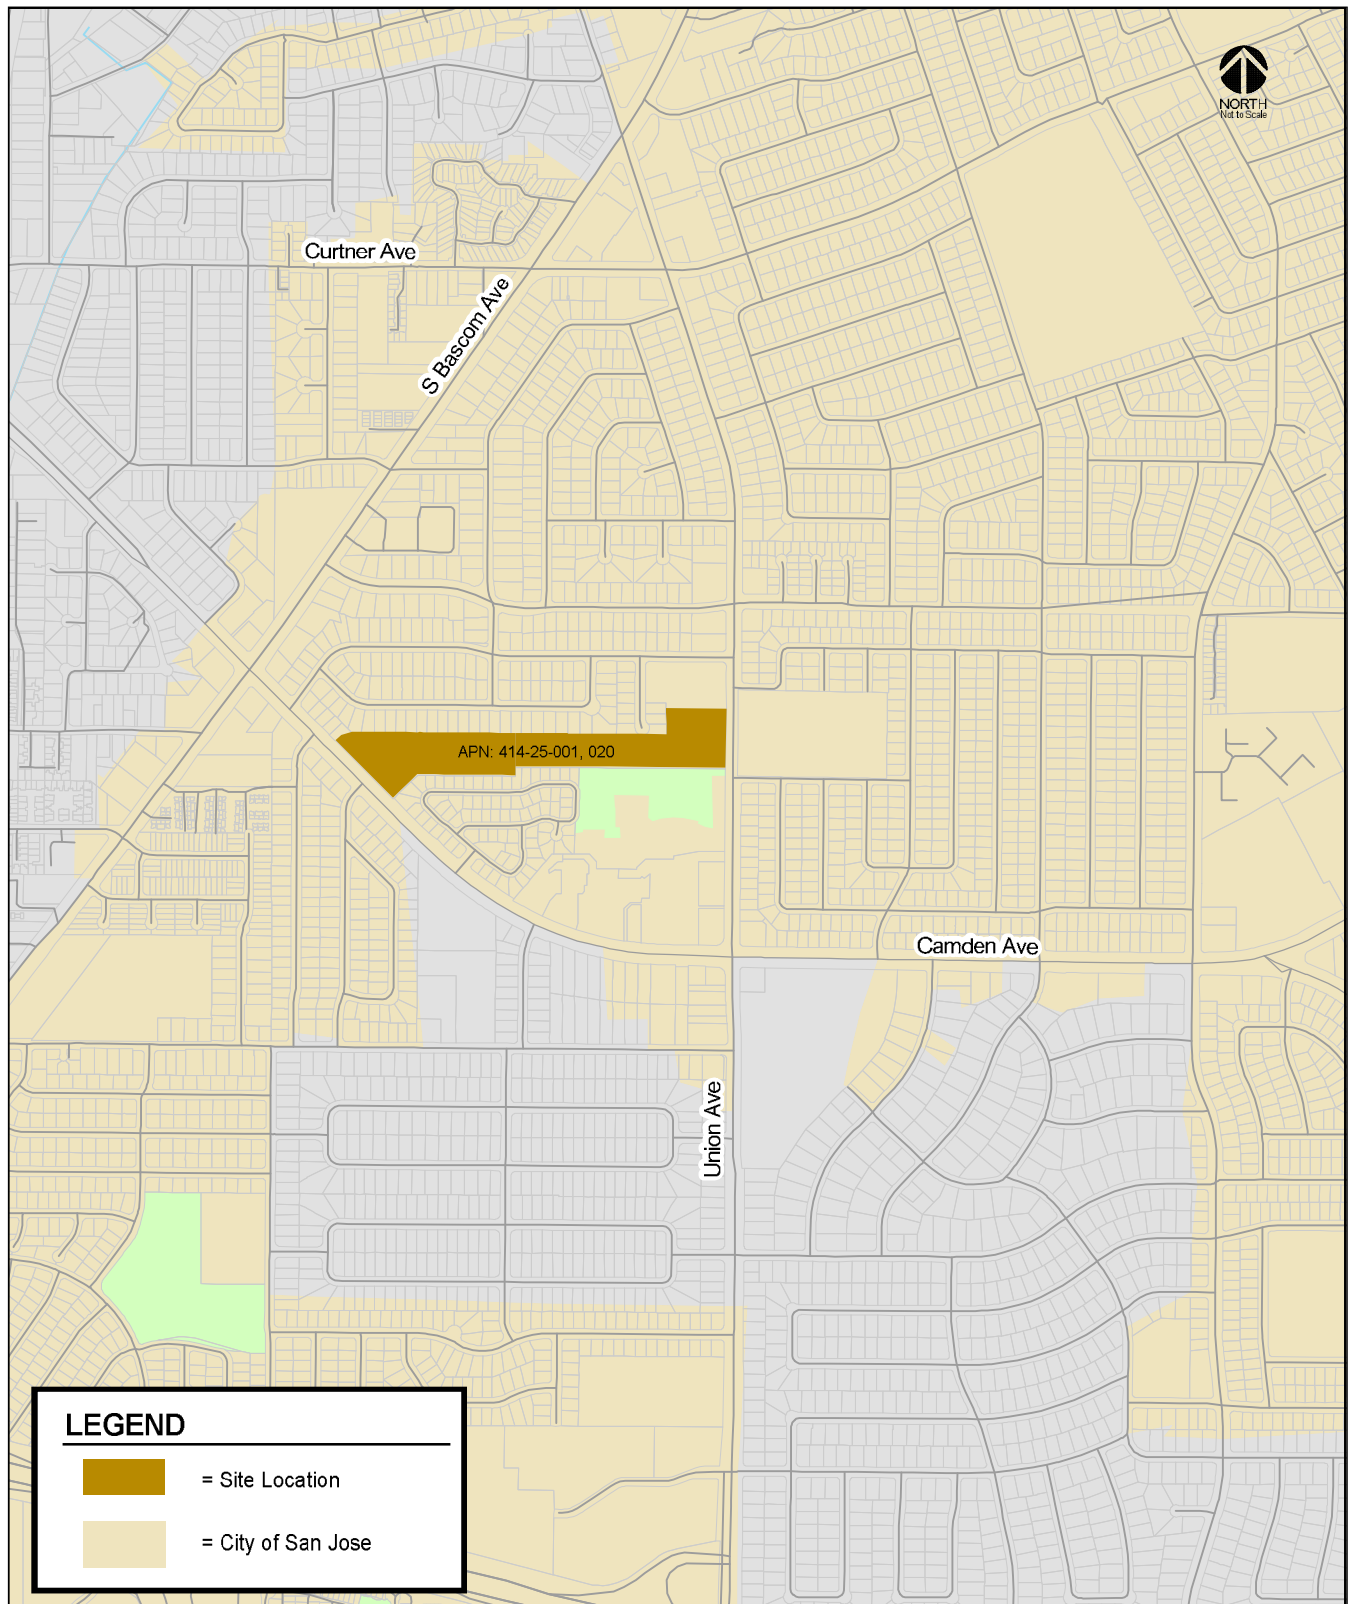 NORTH
Not to Scale
Curtner Ave
S Bascom Ave
APN: 414-25-001, 020
Camden Ave
Union Ave
LEGEND
= Site Location
= City of San Jose